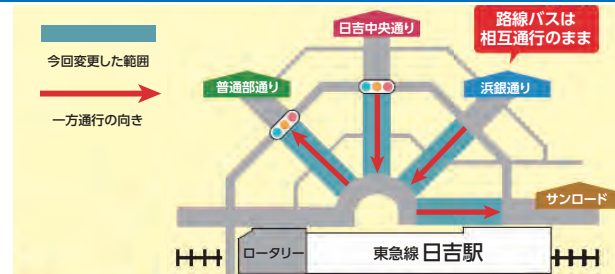 今回変更した範囲
一方通行の向き
日吉中央通り
路線バスは
相互通行のまま
普通部通り
浜銀通り
サンロード
ロータリー
東急線 日吉駅